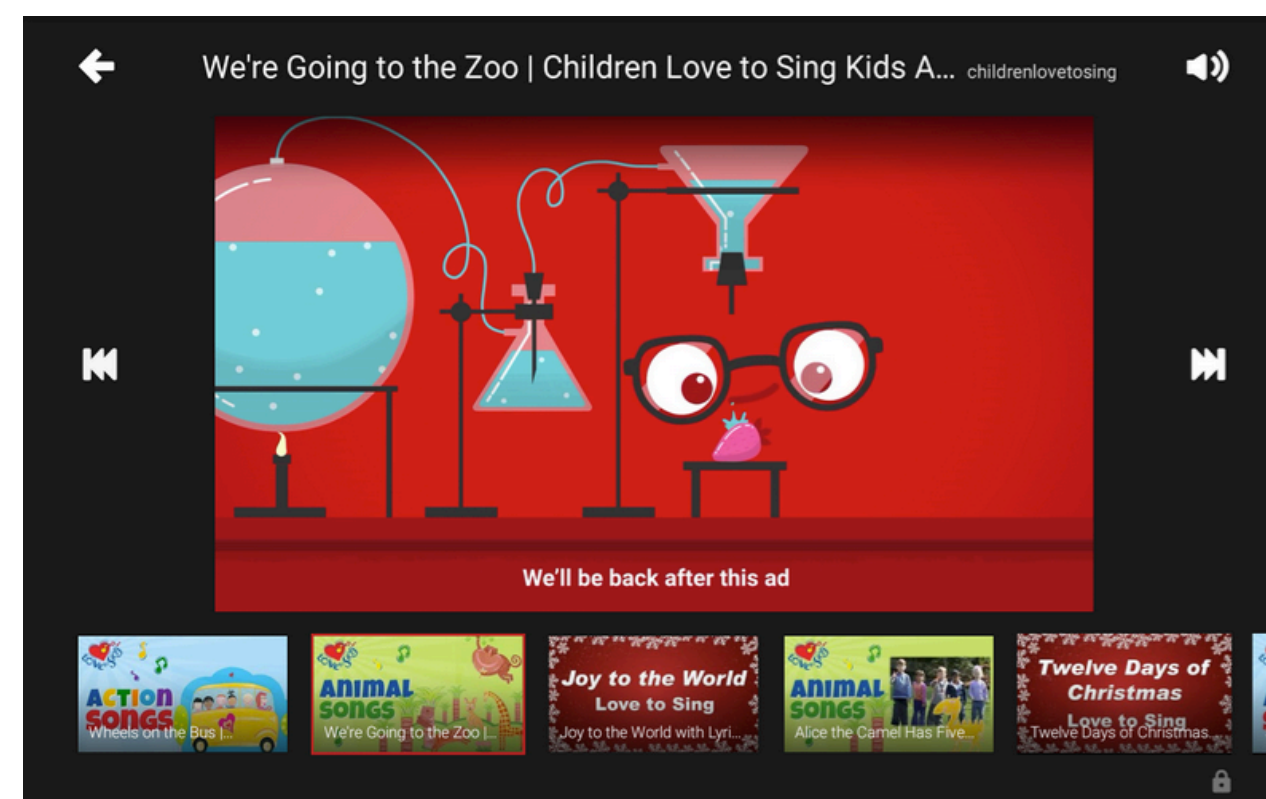 We're Going to the Zoo | Children Love to Sing Kids A... childrenlovetosing
We'll be back after this ad
ACTION
SONGS
Wheels on the Bus |...
ANIMAL
SONGS
We're Going to the Zoo |...
Joy to the World
Love to Sing
Joy to the World with Lyri...
ANIMAL
SONGS
Alice the Camel Has Five...
Twelve Days of
Christmas
Love to Sing
Twelve Days of Christmas...